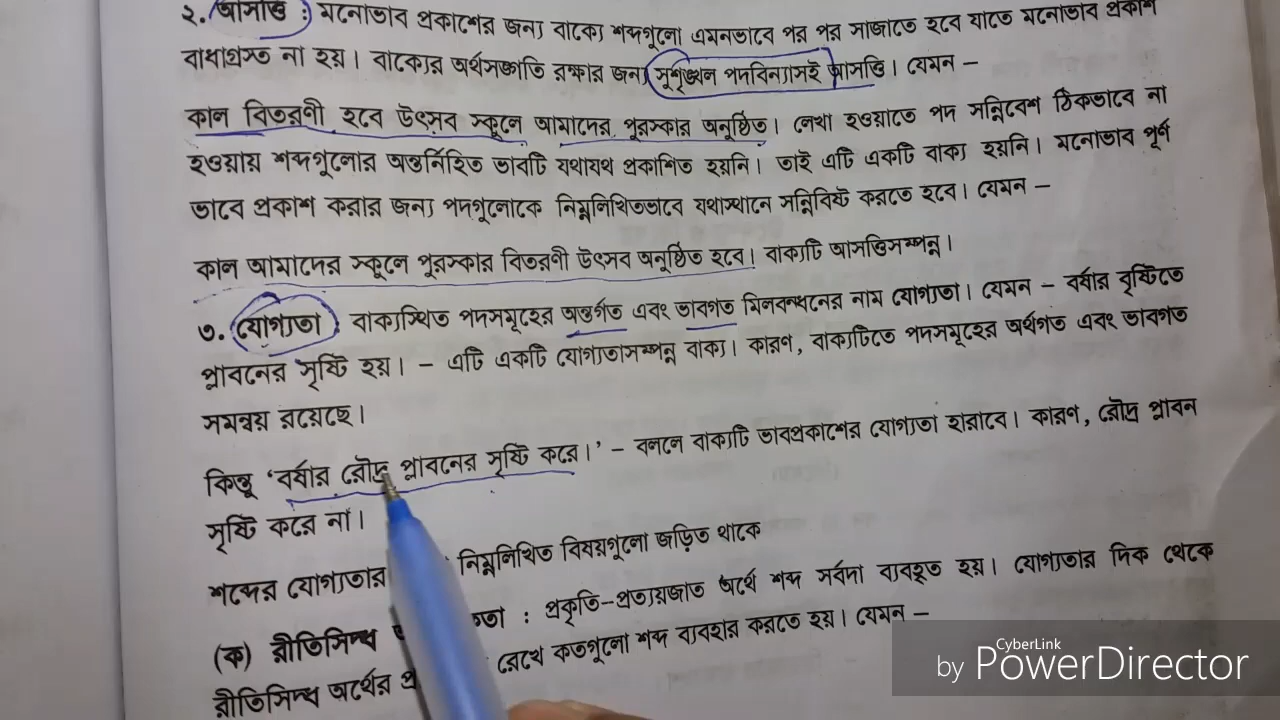 ২. আসত্তি : মনোভাব প্রকাশের জন্য বাক্যে শব্দগুলো এমনভাবে পর পর সাজাতে হবে যাতে মনোভাব প্রকাশ
বাধাগ্রস্ত না হয়। বাক্যের অর্থসঙ্গতি রক্ষার জন্য সুশৃঙ্খল পদবিন্যাসই আসত্তি। যেমন –
কাল বিতরণী হবে উৎসব স্কুলে আমাদের পুরস্কার অনুষ্ঠিত। লেখা হওয়াতে পদ সন্নিবেশ ঠিকভাবে না
হওয়ায় শব্দগুলোর অন্তর্নিহিত ভাবটি যথাযথ প্রকাশিত হয়নি। তাই এটি একটি বাক্য হয়নি। মনোভাব পূর্ণ
ভাবে প্রকাশ করার জন্য পদগুলোকে নিম্নলিখিতভাবে যথাস্থানে সন্নিবিষ্ট করতে হবে। যেমন –
কাল আমাদের স্কুলে পুরস্কার বিতরণী উৎসব অনুষ্ঠিত হবে। বাক্যটি আসত্তিসম্পন্ন।
৩. যোগ্যতা : বাক্যস্থিত পদসমূহের অন্তর্গত এবং ভাবগত মিলবন্ধনের নাম যোগ্যতা। যেমন – বর্ষার বৃষ্টিতে
প্লাবনের সৃষ্টি হয়। – এটি একটি যোগ্যতাসম্পন্ন বাক্য। কারণ, বাক্যটিতে পদসমূহের অর্থগত এবং ভাবগত
সমন্বয় রয়েছে।
কিন্তু ‘বর্ষার রৌদ্র প্লাবনের সৃষ্টি করে।’ – বললে বাক্যটি ভাবপ্রকাশের যোগ্যতা হারাবে। কারণ, রৌদ্র প্লাবন
সৃষ্টি করে না।
শব্দের যোগ্যতার নিম্নলিখিত বিষয়গুলো জড়িত থাকে
(ক) রীতিসিদ্ধ : প্রকৃতি-প্রত্যয়জাত অর্থে শব্দ সর্বদা ব্যবহৃত হয়। যোগ্যতার দিক থেকে
রীতিসিদ্ধ অর্থের রেখে কতগুলো শব্দ ব্যবহার করতে হয়। যেমন –
CyberLink
by PowerDirector